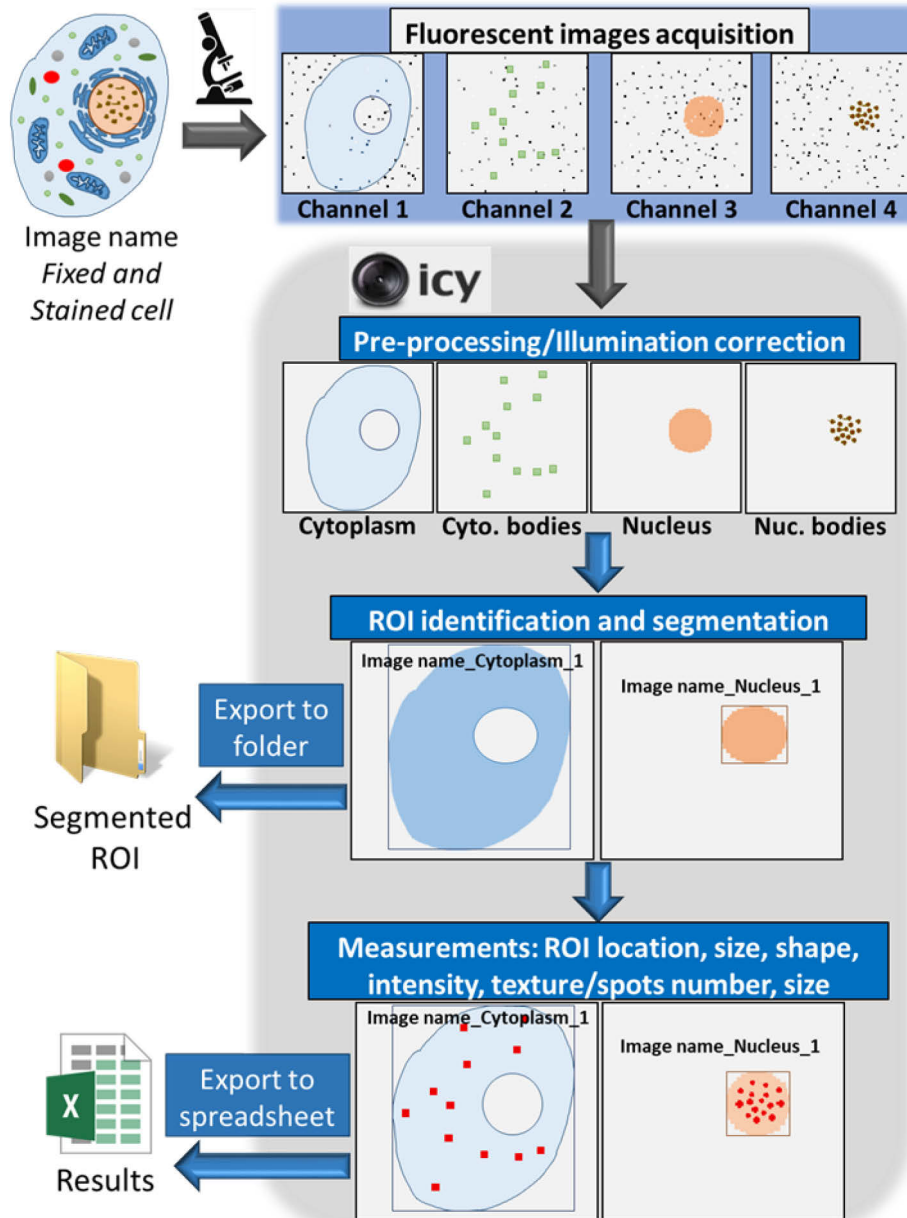 Fluorescent images acquisition
Channel 1
Channel 2
Channel 3
Channel 4
Image name
Fixed and
Stained cell
icy
Pre-processing/Illumination correction
Cytoplasm
Cyto. bodies
Nucleus
Nuc. bodies
ROI identification and segmentation
Image name_Cytoplasm_1
Image name_Nucleus_1
Export to
folder
Segmented
ROI
Measurements: ROI location, size, shape,
intensity, texture/spots number, size
Image name_Cytoplasm_1
Image name_Nucleus_1
X
Export to
spreadsheet
Results